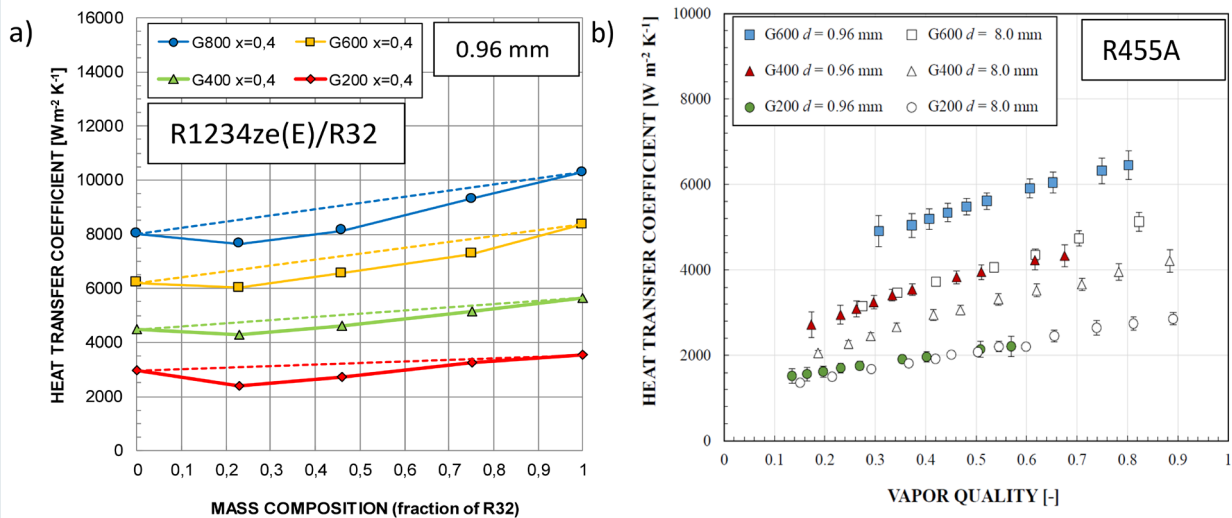 a)
HEAT TRANSFER COEFFICIENT [Wm-2 K-1]
16000
14000
12000
10000
8000
6000
4000
2000
0
G800 x=0,4
G600 x=0,4
G400 x=0,4
G200 x=0,4
0.96 mm
R1234ze(E)/R32
0 0,1 0,2 0,3 0,4 0,5 0,6 0,7 0,8 0,9 1
MASS COMPOSITION (fraction of R32)
b)
HEAT TRANSFER COEFFICIENT [W m-2 K-1]
10000
8000
6000
4000
2000
0
G600 d = 0.96 mm
G600 d = 8.0 mm
G400 d = 0.96 mm
G400 d = 8.0 mm
G200 d = 0.96 mm
G200 d = 8.0 mm
R455A
0 0.1 0.2 0.3 0.4 0.5 0.6 0.7 0.8 0.9 1
VAPOR QUALITY [-]